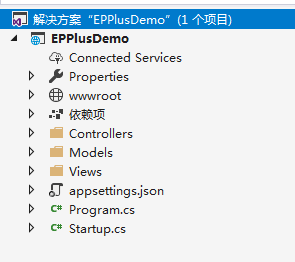 解决方案“EPPlusDemo”(1 个项目)
EPPlusDemo
Connected Services
Properties
wwwroot
依赖项
Controllers
Models
Views
appsettings.json
C# Program.cs
C# Startup.cs